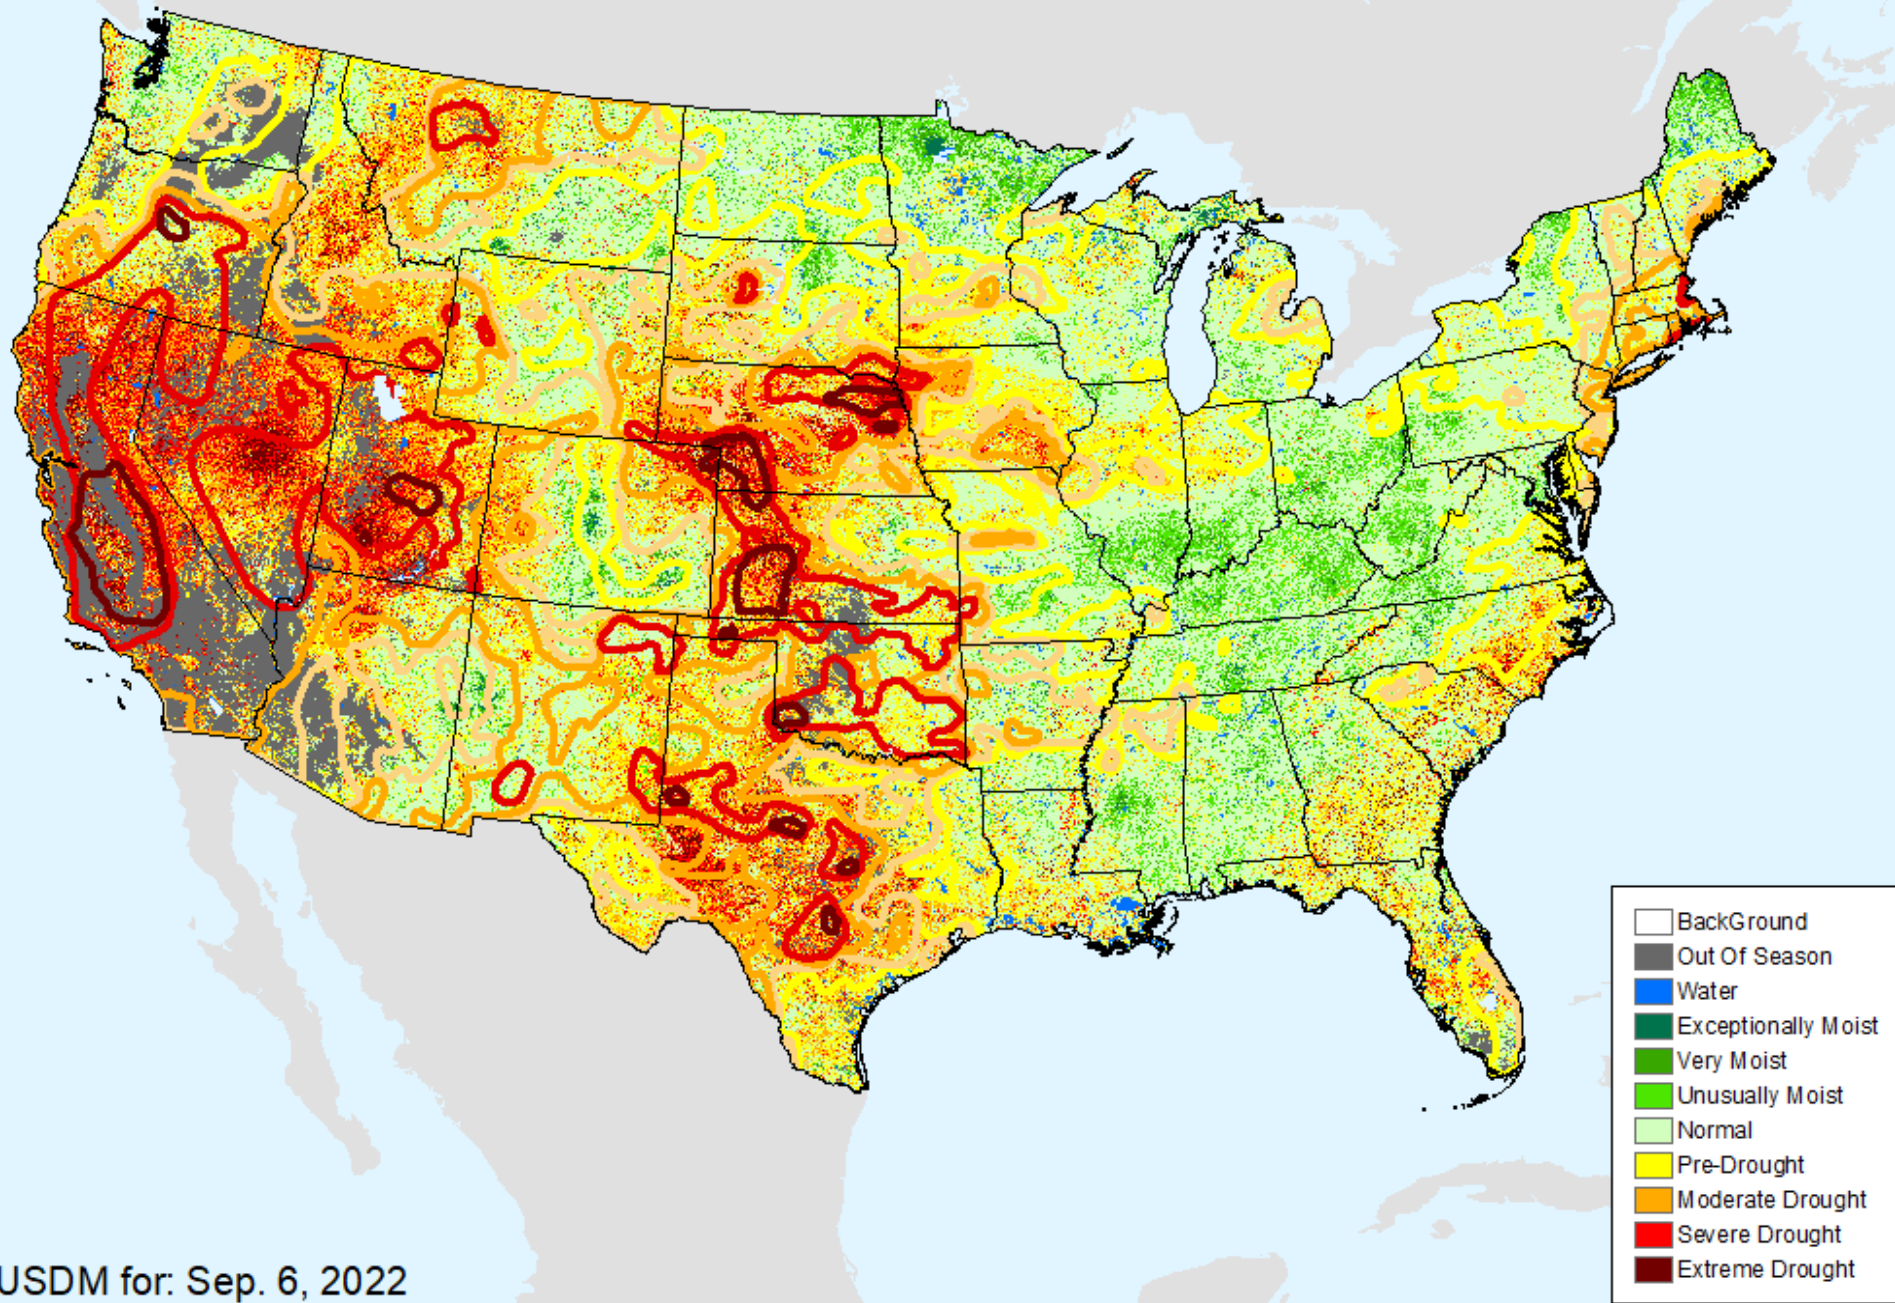 BackGround
Out Of Season
Water
Exceptionally Moist
Very Moist
Unusually Moist
Normal
Pre-Drought
Moderate Drought
Severe Drought
Extreme Drought
USDM for: Sep. 6, 2022